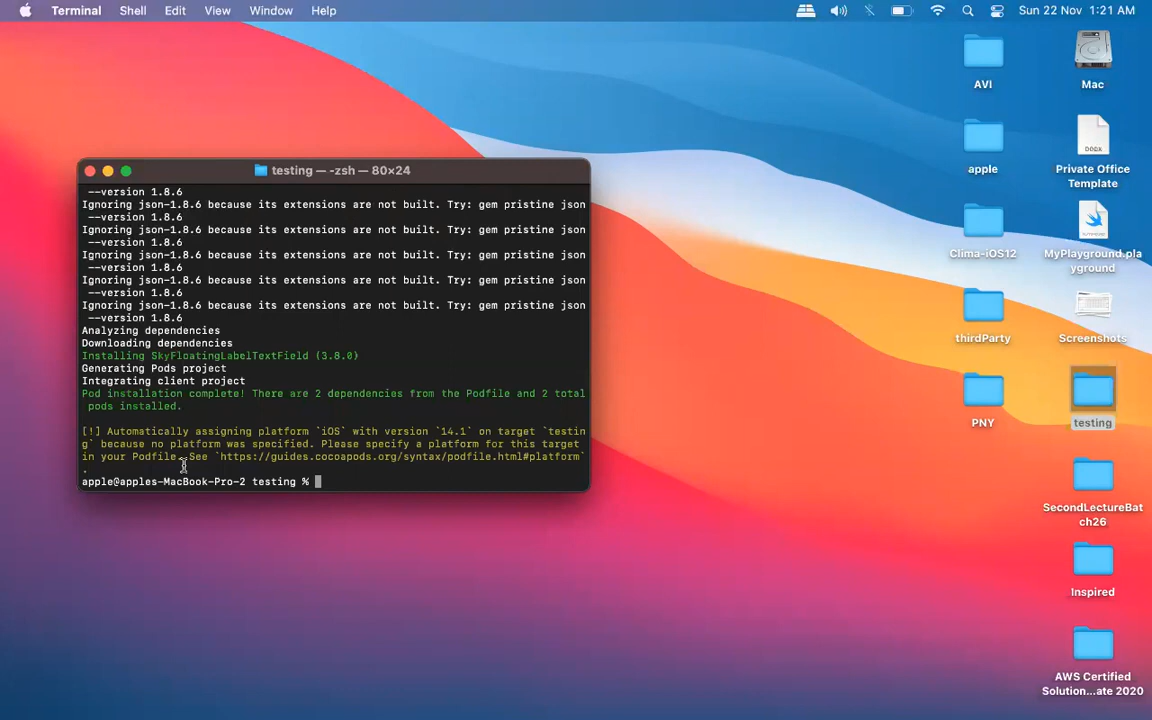 Terminal Shell Edit View Window Help Sun 22 Nov 1:21 AM
testing — -zsh — 80×24
--version 1.8.6
Ignoring json-1.8.6 because its extensions are not built. Try: gem pristine json
--version 1.8.6
Ignoring json-1.8.6 because its extensions are not built. Try: gem pristine json
--version 1.8.6
Ignoring json-1.8.6 because its extensions are not built. Try: gem pristine json
--version 1.8.6
Ignoring json-1.8.6 because its extensions are not built. Try: gem pristine json
--version 1.8.6
Ignoring json-1.8.6 because its extensions are not built. Try: gem pristine json
--version 1.8.6
Analyzing dependencies
Downloading dependencies
Installing SkyFloatingLabelTextField (3.8.0)
Generating Pods project
Integrating client project
Pod installation complete! There are 2 dependencies from the Podfile and 2 total
pods installed.
[!] Automatically assigning platform `iOS` with version `14.1` on target `testin
g` because no platform was specified. Please specify a platform for this target
in your Podfile. See `https://guides.cocoapods.org/syntax/podfile.html#platform`
.
apple@apples-MacBook-Pro-2 testing %
AVI
Mac
apple
DOTX
Private Office
Template
Clima-iOS12
MyPlayground.pla
yground
thirdParty
Screenshots
PNY
testing
SecondLectureBat
ch26
Inspired
AWS Certified
Solution...ate 2020